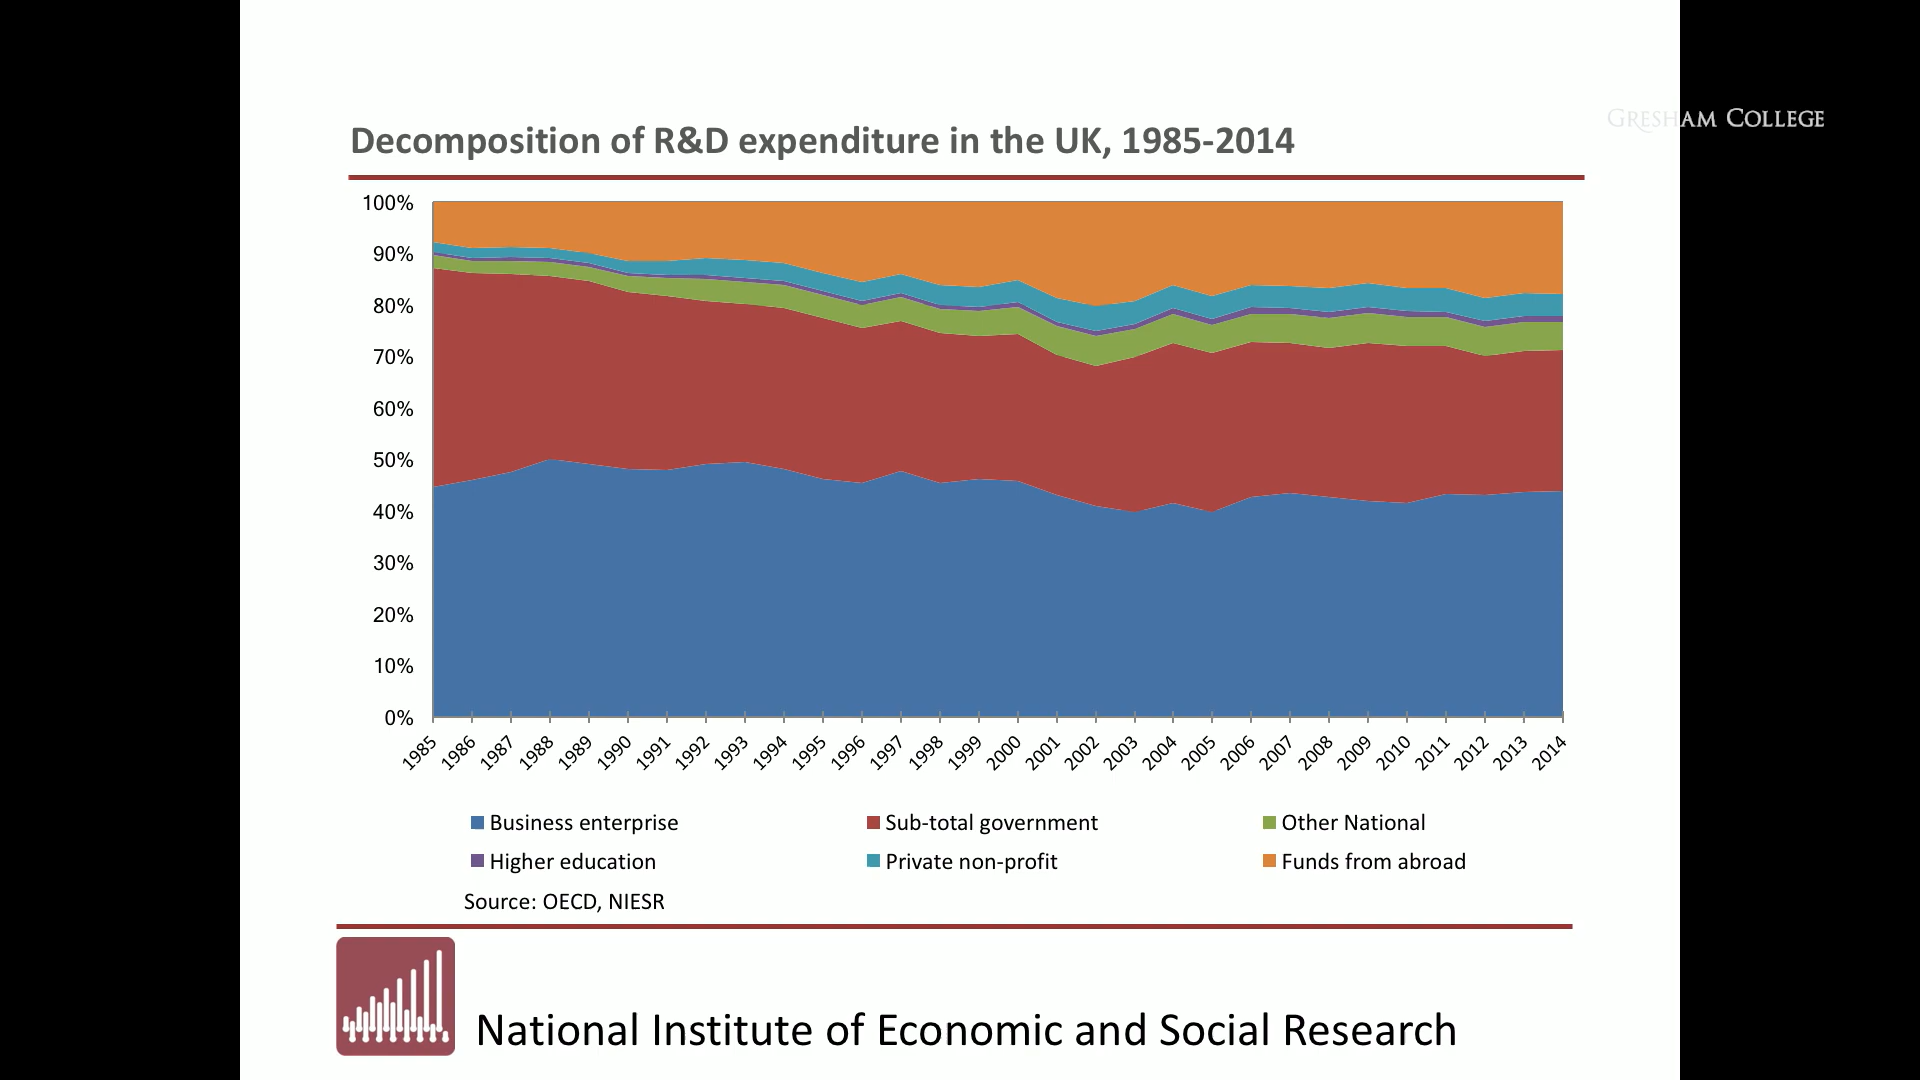 GRESHAM COLLEGE
Decomposition of R&D expenditure in the UK, 1985-2014
100%
90%
80%
70%
60%
50%
40%
30%
20%
10%
0%
1985 1986 1987 1988 1989 1990 1991 1992 1993 1994 1995 1996 1997 1998 1999 2000 2001 2002 2003 2004 2005 2006 2007 2008 2009 2010 2011 2012 2013 2014
Business enterprise Sub-total government Other National
Higher education Private non-profit Funds from abroad
Source: OECD, NIESR
National Institute of Economic and Social Research